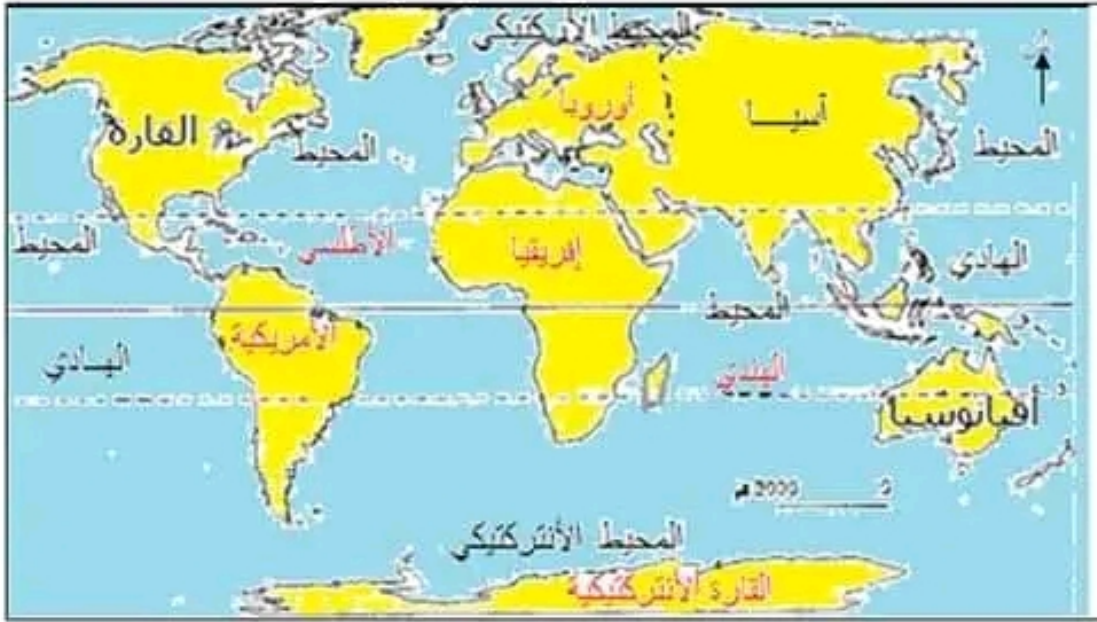 المحيط الأركتيكي
أوروبا
آسيا
القارة
المحيط
المحيط
المحيط
الأطلسي
إفريقيا
الهادي
المحيط
الأمريكية
الهادي
الهندي
أقيانوسيا
0 2000 كم
المحيط الأنتركتيكي
القارة الأنتركتيكية